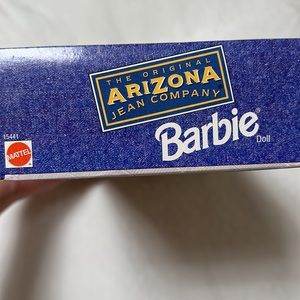 THE ORIGINAL
ARIZONA
JEAN COMPANY
15441
MATTEL
Barbie®
Doll